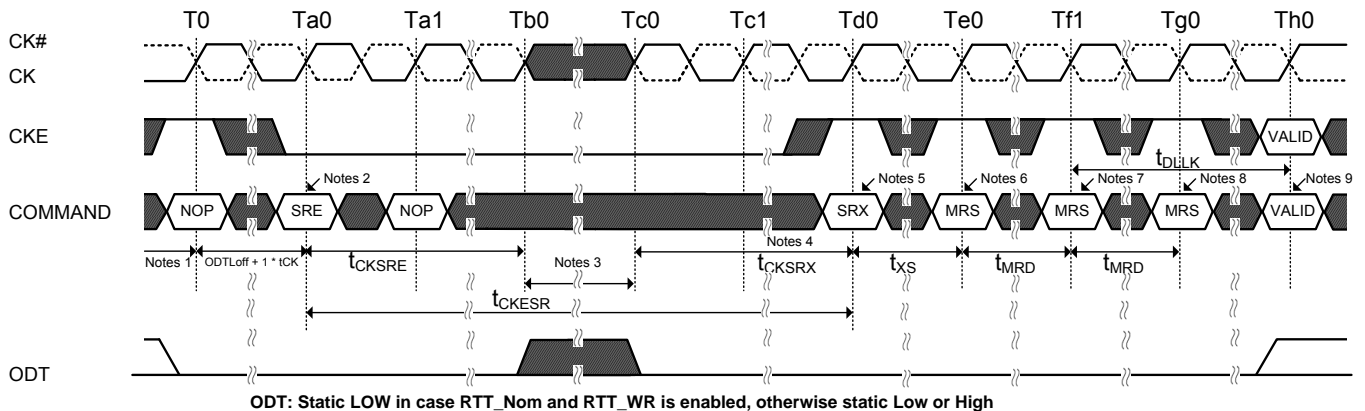 T0 Ta0 Ta1 Tb0 Tc0 Tc1 Td0 Te0 Tf1 Tg0 Th0
CK#
CK
CKE
VALID
tDLLK
Notes 2 Notes 5 Notes 6 Notes 7 Notes 8 Notes 9
COMMAND
NOP SRE NOP SRX MRS MRS MRS VALID
Notes 1 ODTLoff + 1 * tCK tCKSRE Notes 3 Notes 4 tCKSRX tXS tMRD tMRD
tCKESR
ODT
ODT: Static LOW in case RTT_Nom and RTT_WR is enabled, otherwise static Low or High